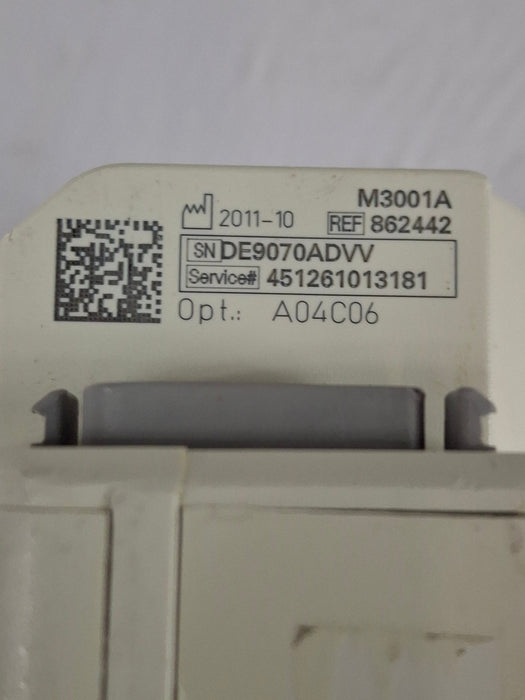 M3001A
2011-10 REF 862442
SN DE9070ADVV
Service# 451261013181
Opt.: A04C06